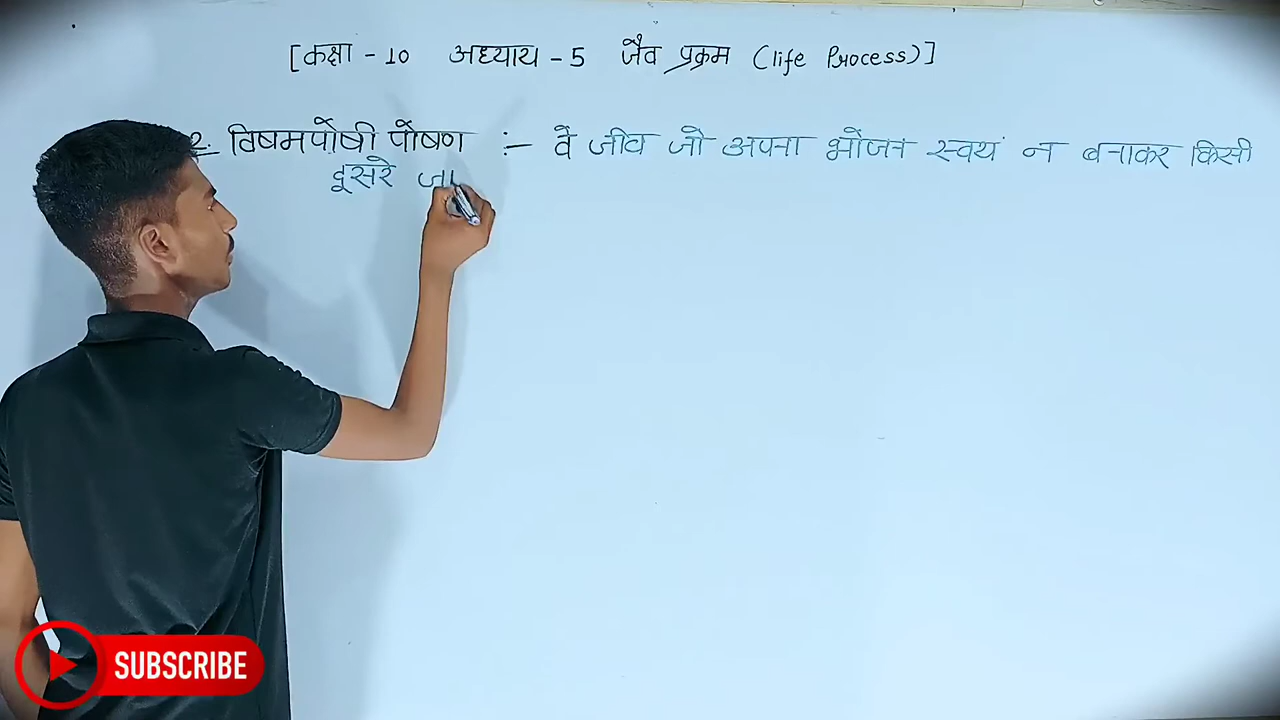 [कक्षा - 10 अध्याय - 5 जैव प्रक्रम (life Process)]
2. विषमपोषी पोषण :- वे जीव जो अपना भोजन स्वयं न बनाकर किसी
दूसरे
SUBSCRIBE